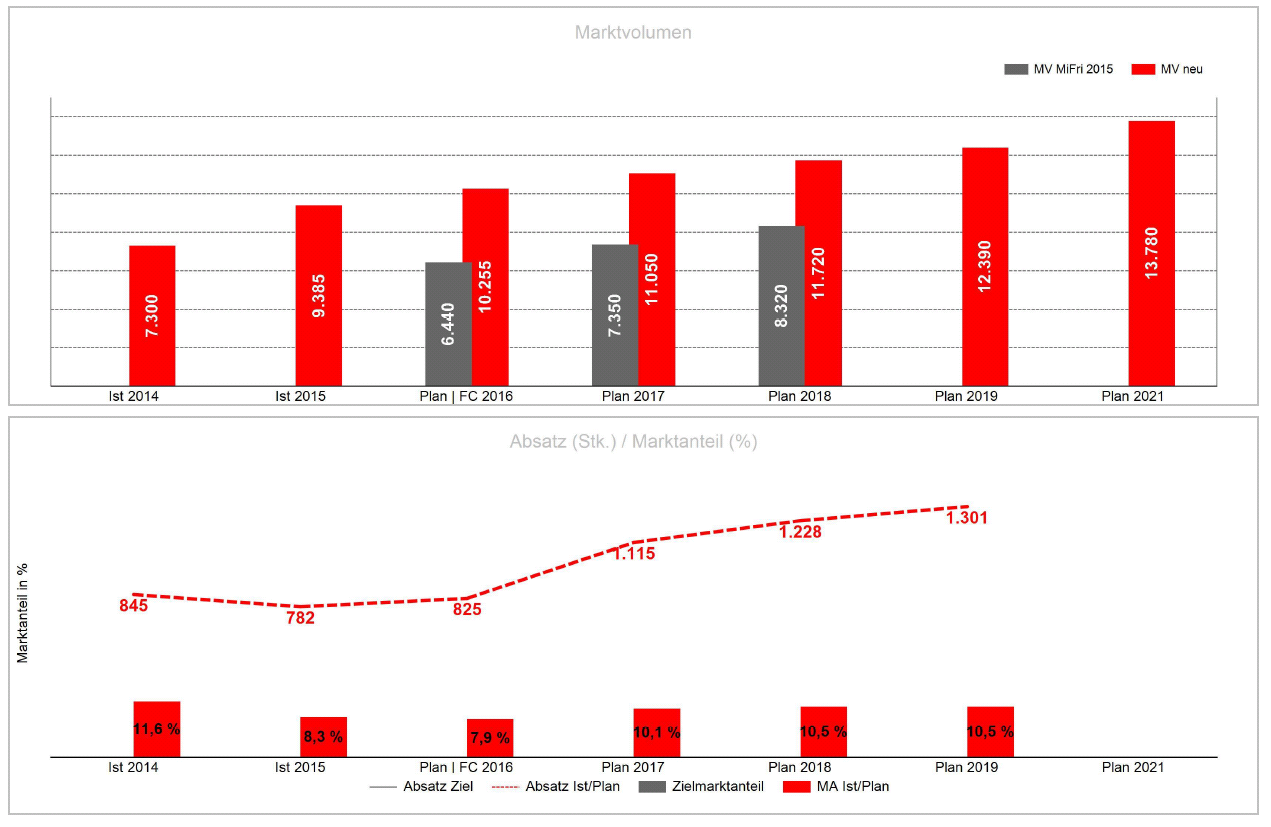 Marktvolumen
MV MiFri 2015 MV neu
7.300
9.385
6.440
10.255
7.350
11.050
8.320
11.720
12.390
13.780
Ist 2014 Ist 2015 Plan | FC 2016 Plan 2017 Plan 2018 Plan 2019 Plan 2021
Absatz (Stk.) / Marktanteil (%)
Marktanteil in %
845 782 825 1.115 1.228 1.301
11,6 % 8,3 % 7,9 % 10,1 % 10,5 % 10,5 %
Ist 2014 Ist 2015 Plan | FC 2016 Plan 2017 Plan 2018 Plan 2019 Plan 2021
Absatz Ziel Absatz Ist/Plan Zielmarktanteil MA Ist/Plan